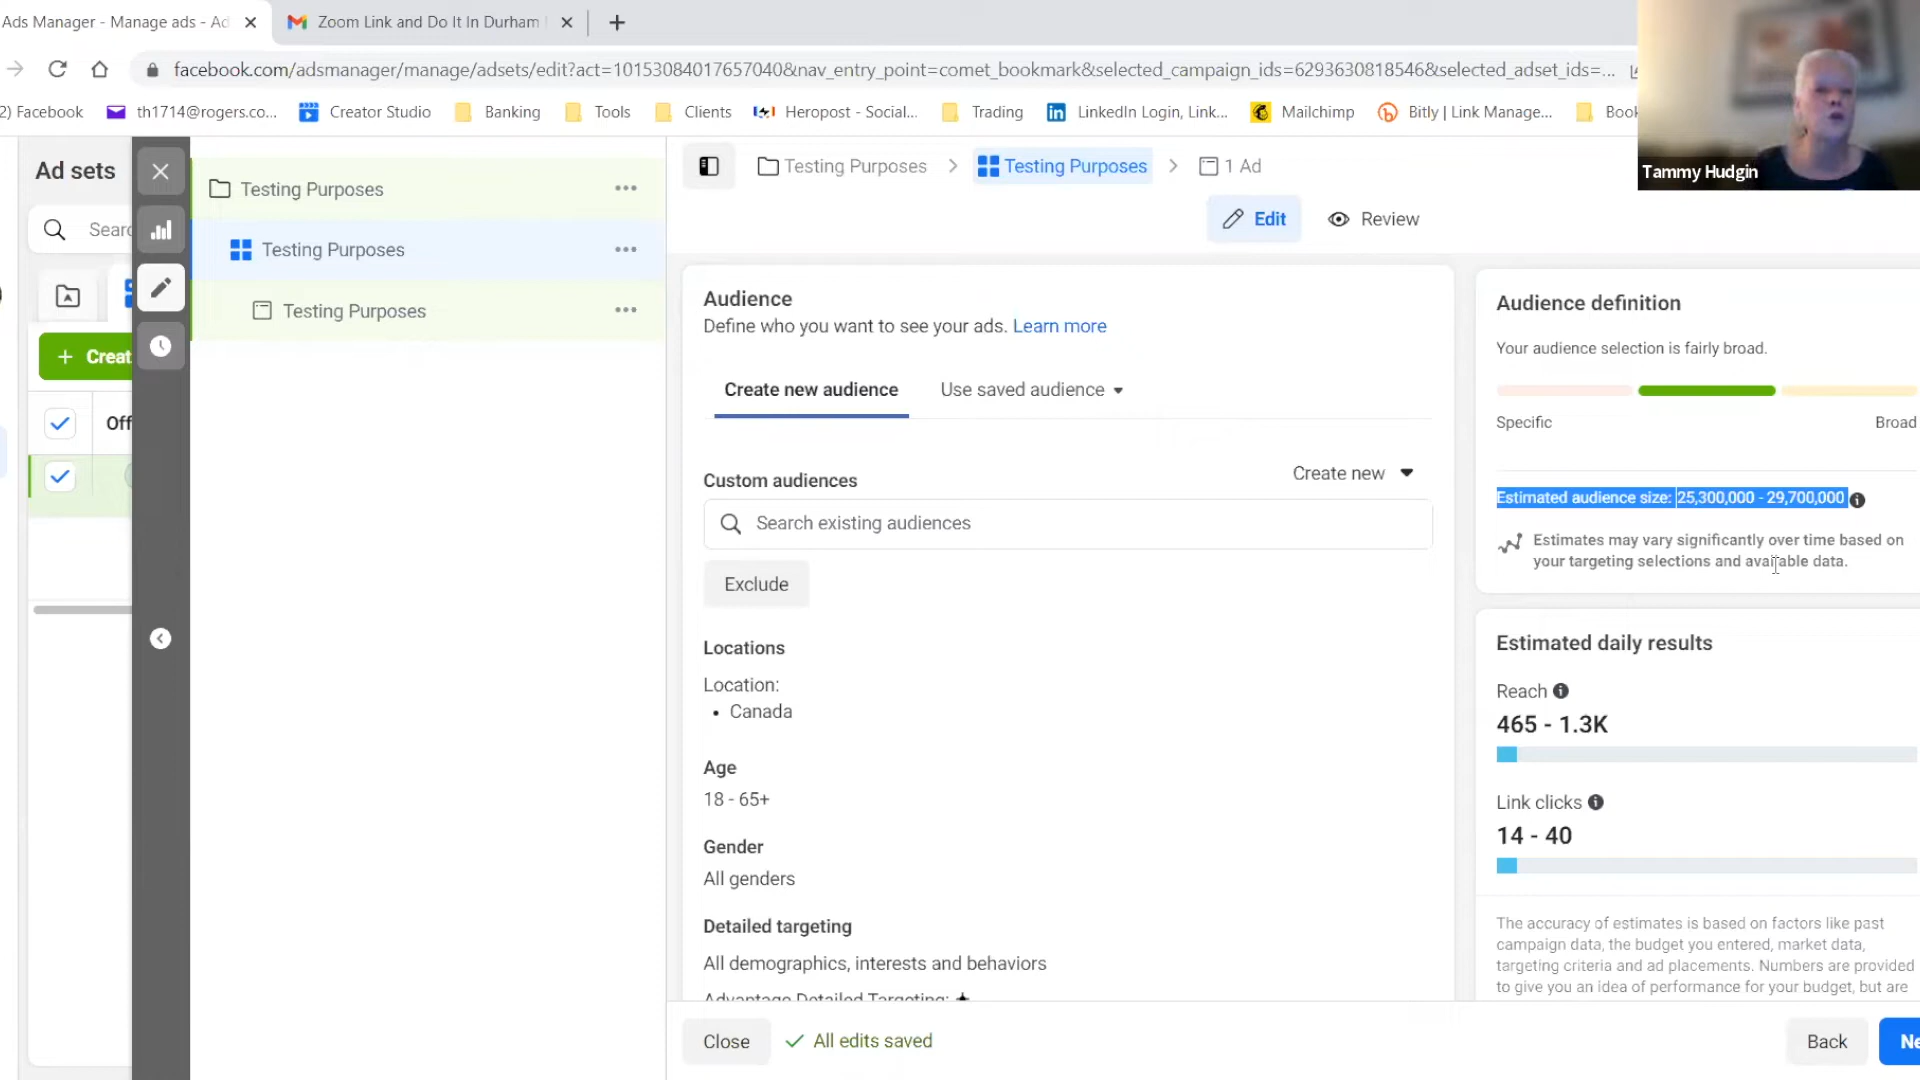 Ads Manager - Manage ads - Ad
Zoom Link and Do It In Durham
facebook.com/adsmanager/manage/adsets/edit?act=10153084017657040&nav_entry_point=comet_bookmark&selected_campaign_ids=6293630818546&selected_adset_ids=...
2) Facebook
th1714@rogers.co...
Creator Studio
Banking
Tools
Clients
Heropost - Social...
Trading
LinkedIn Login, Link...
Mailchimp
Bitly | Link Manage...
Book
Tammy Hudgin
Ad sets
Searc
+ Creat
Off
Testing Purposes
Testing Purposes
Testing Purposes
Testing Purposes > Testing Purposes > 1 Ad
Edit
Review
Audience
Define who you want to see your ads. Learn more
Create new audience
Use saved audience
Custom audiences
Create new
Search existing audiences
Exclude
Locations
Location:
• Canada
Age
18 - 65+
Gender
All genders
Detailed targeting
All demographics, interests and behaviors
Advantage Detailed Targeting:
Close
All edits saved
Audience definition
Your audience selection is fairly broad.
Specific
Broad
Estimated audience size: 25,300,000 - 29,700,000
Estimates may vary significantly over time based on
your targeting selections and available data.
Estimated daily results
Reach
465 - 1.3K
Link clicks
14 - 40
The accuracy of estimates is based on factors like past
campaign data, the budget you entered, market data,
targeting criteria and ad placements. Numbers are provided
to give you an idea of performance for your budget, but are
Back
Ne